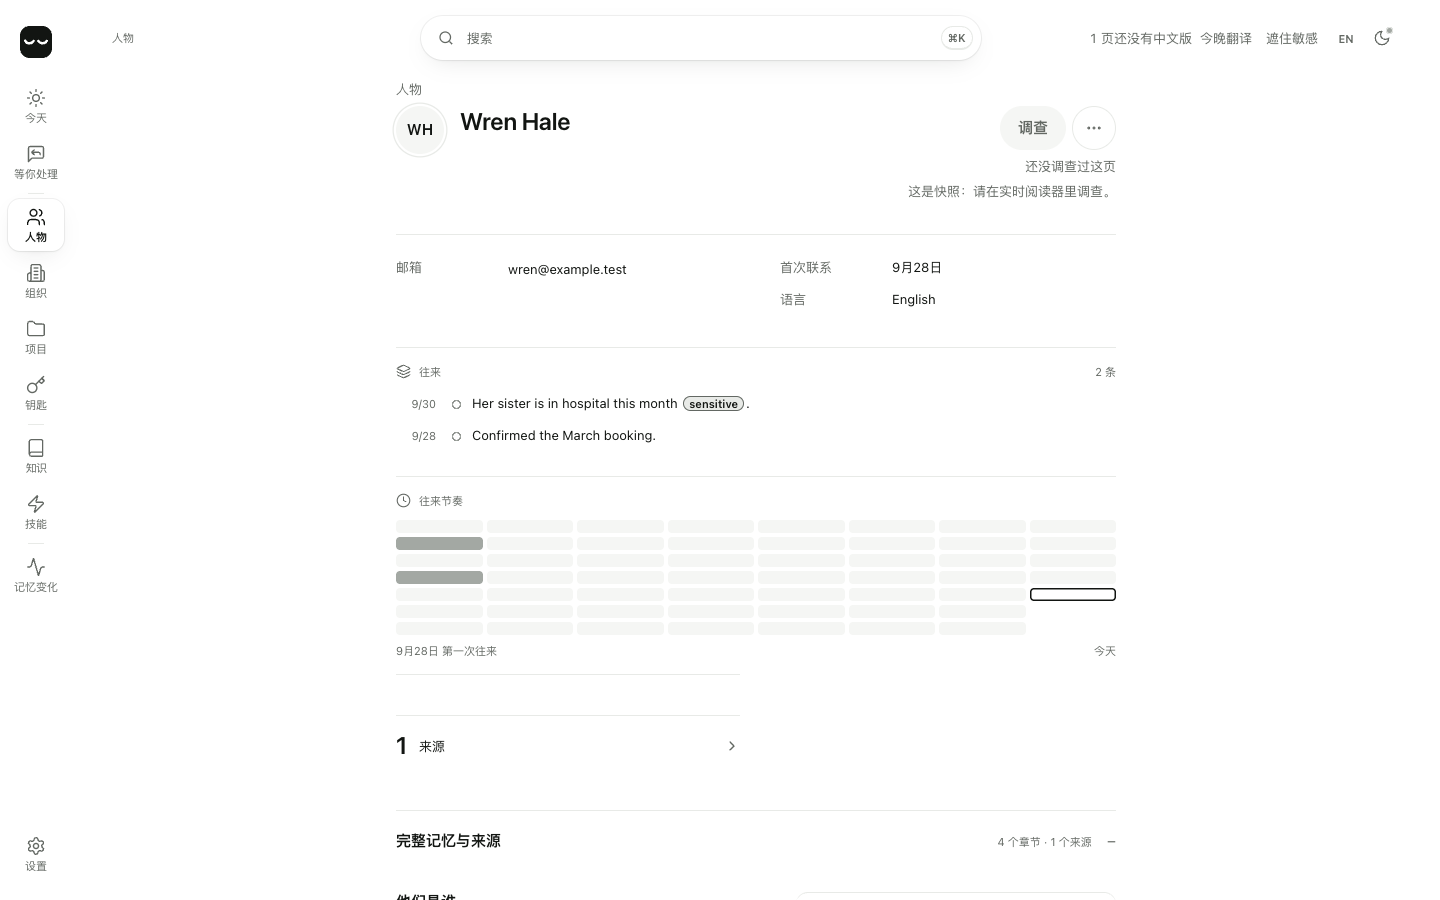 人物
搜索
⌘K
1 页还没有中文版 今晚翻译 遮住敏感 EN
今天
等你处理
人物
组织
项目
钥匙
知识
技能
记忆变化
设置
人物
WH
Wren Hale
调查
还没调查过这页
这是快照：请在实时阅读器里调查。
邮箱 wren@example.test
首次联系 9月28日
语言 English
往来 2 条
9/30 Her sister is in hospital this month sensitive.
9/28 Confirmed the March booking.
往来节奏
9月28日 第一次往来 今天
1 来源
完整记忆与来源 4 个章节 · 1 个来源 –
他们是谁